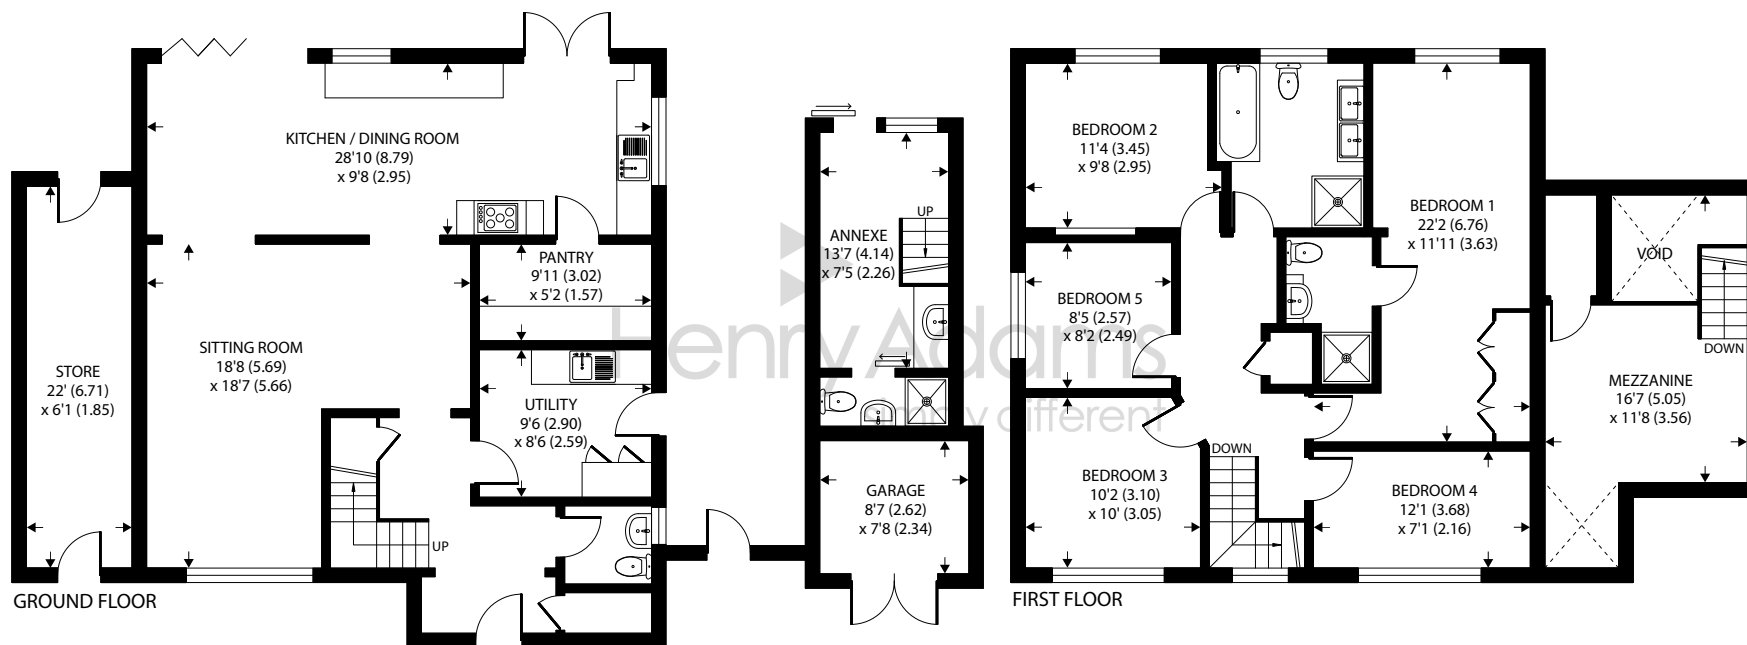 KITCHEN / DINING ROOM
28'10 (8.79)
x 9'8 (2.95)
PANTRY
9'11 (3.02)
x 5'2 (1.57)
SITTING ROOM
18'8 (5.69)
x 18'7 (5.66)
STORE
22' (6.71)
x 6'1 (1.85)
UTILITY
9'6 (2.90)
x 8'6 (2.59)
UP
GROUND FLOOR
UP
ANNEXE
13'7 (4.14)
x 7'5 (2.26)
GARAGE
8'7 (2.62)
x 7'8 (2.34)
Henry Adams
simply different
BEDROOM 2
11'4 (3.45)
x 9'8 (2.95)
BEDROOM 1
22'2 (6.76)
x 11'11 (3.63)
BEDROOM 5
8'5 (2.57)
x 8'2 (2.49)
BEDROOM 3
10'2 (3.10)
x 10' (3.05)
DOWN
BEDROOM 4
12'1 (3.68)
x 7'1 (2.16)
VOID
DOWN
MEZZANINE
16'7 (5.05)
x 11'8 (3.56)
FIRST FLOOR